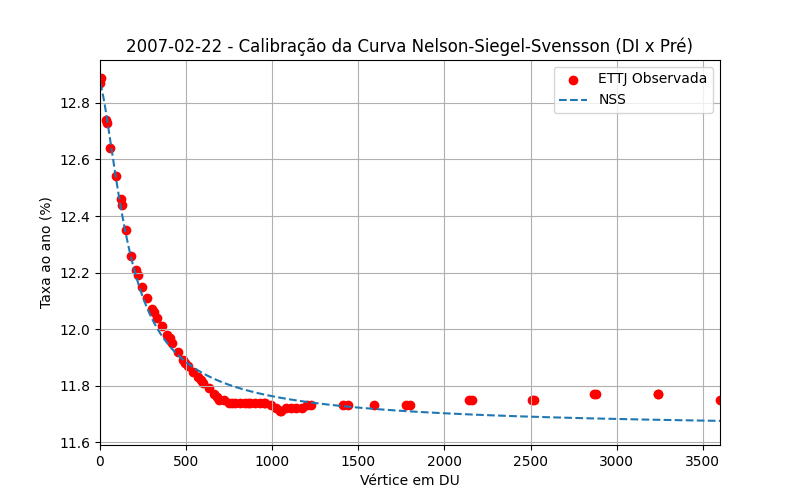 2007-02-22 - Calibração da Curva Nelson-Siegel-Svensson (DI x Pré)
ETTJ Observada
NSS
Taxa ao ano (%)
12.8
12.6
12.4
12.2
12.0
11.8
11.6
0 500 1000 1500 2000 2500 3000 3500
Vértice em DU